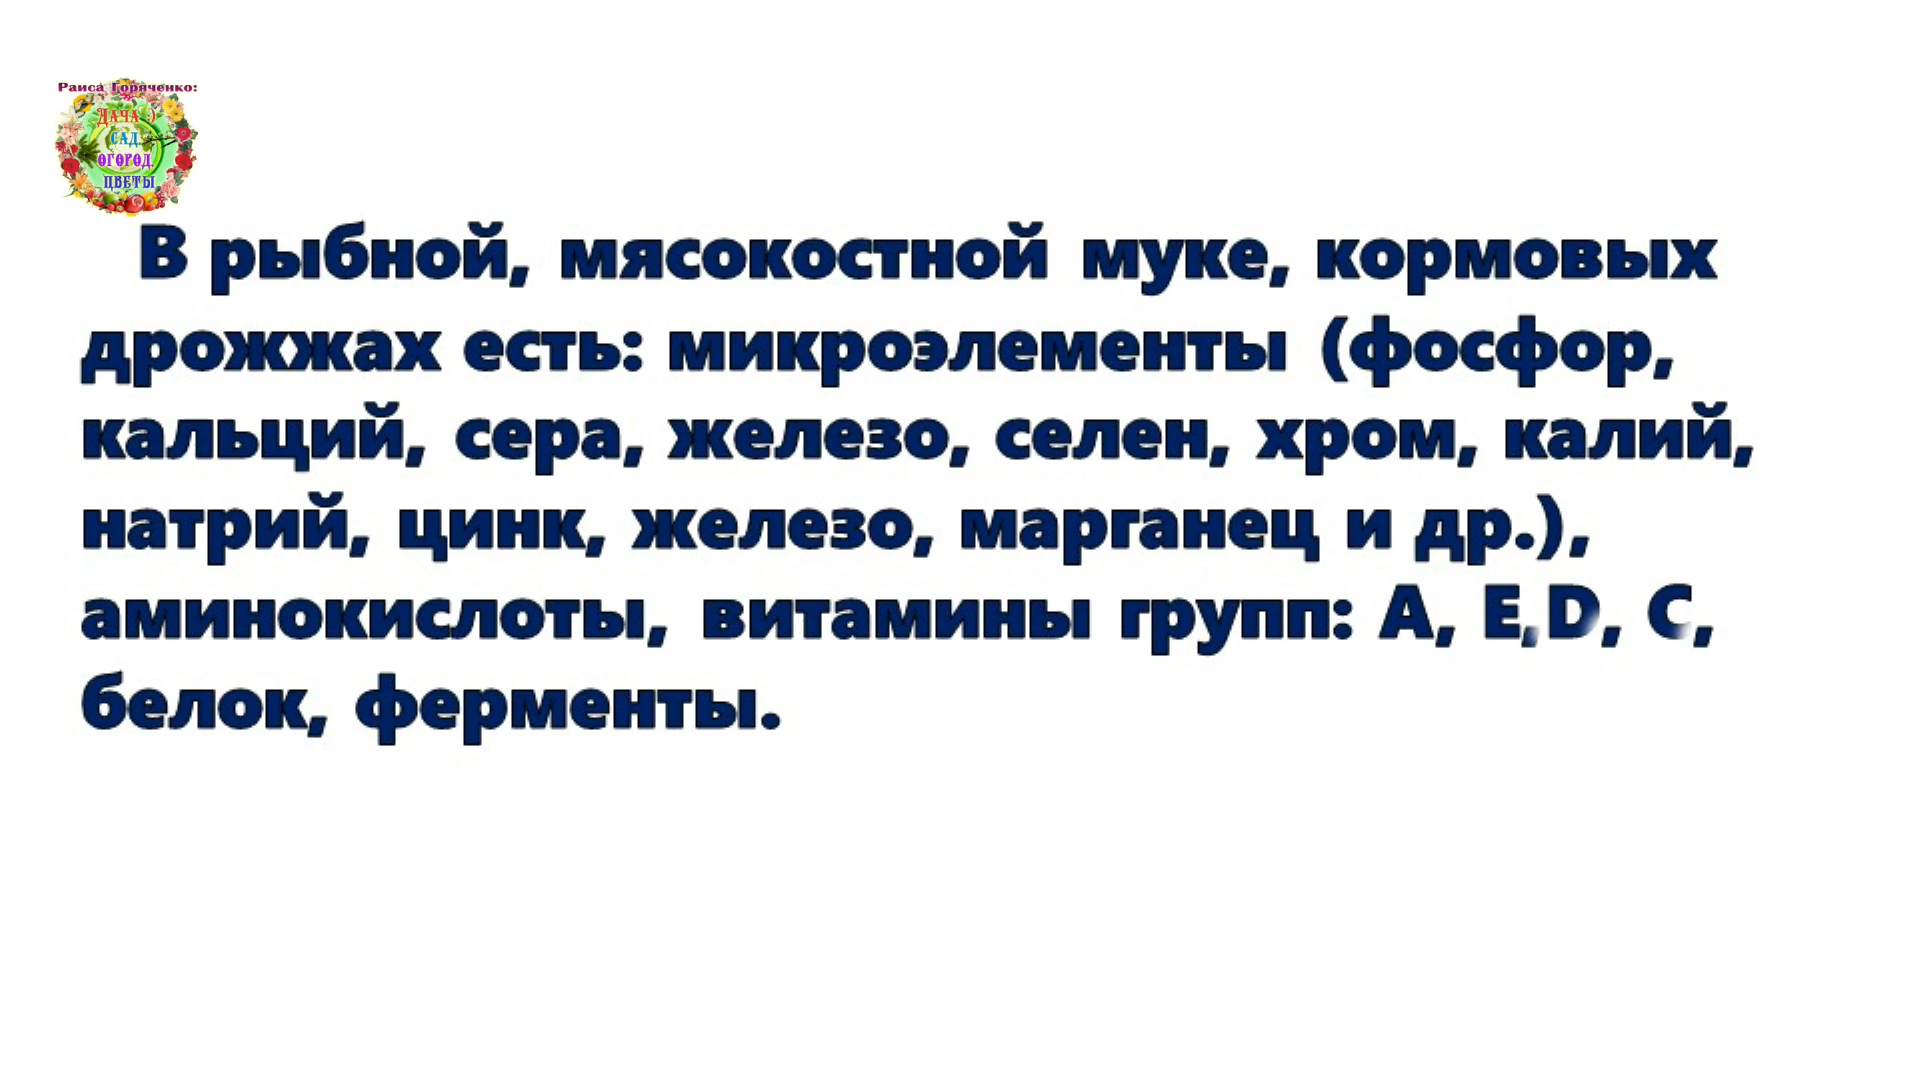 Раиса Горяченко:
ДАЧА
САД.
ОГОРОД.
ЦВЕТЫ
В рыбной, мясокостной муке, кормовых
дрожжах есть: микроэлементы (фосфор,
кальций, сера, железо, селен, хром, калий,
натрий, цинк, железо, марганец и др.),
аминокислоты, витамины групп: A, E, D, C,
белок, ферменты.